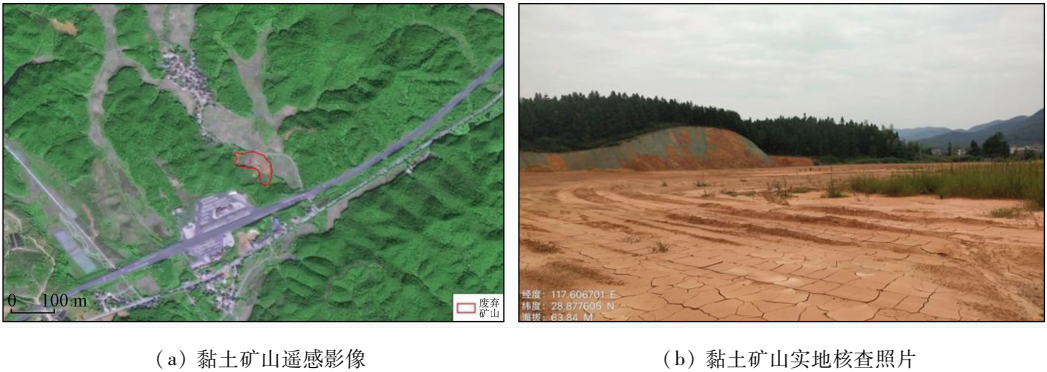 0 100 m
废弃
矿山
经度：117.606701 E
纬度：28.877605 N
海拔：63.84 M
（a）黏土矿山遥感影像
（b）黏土矿山实地核查照片